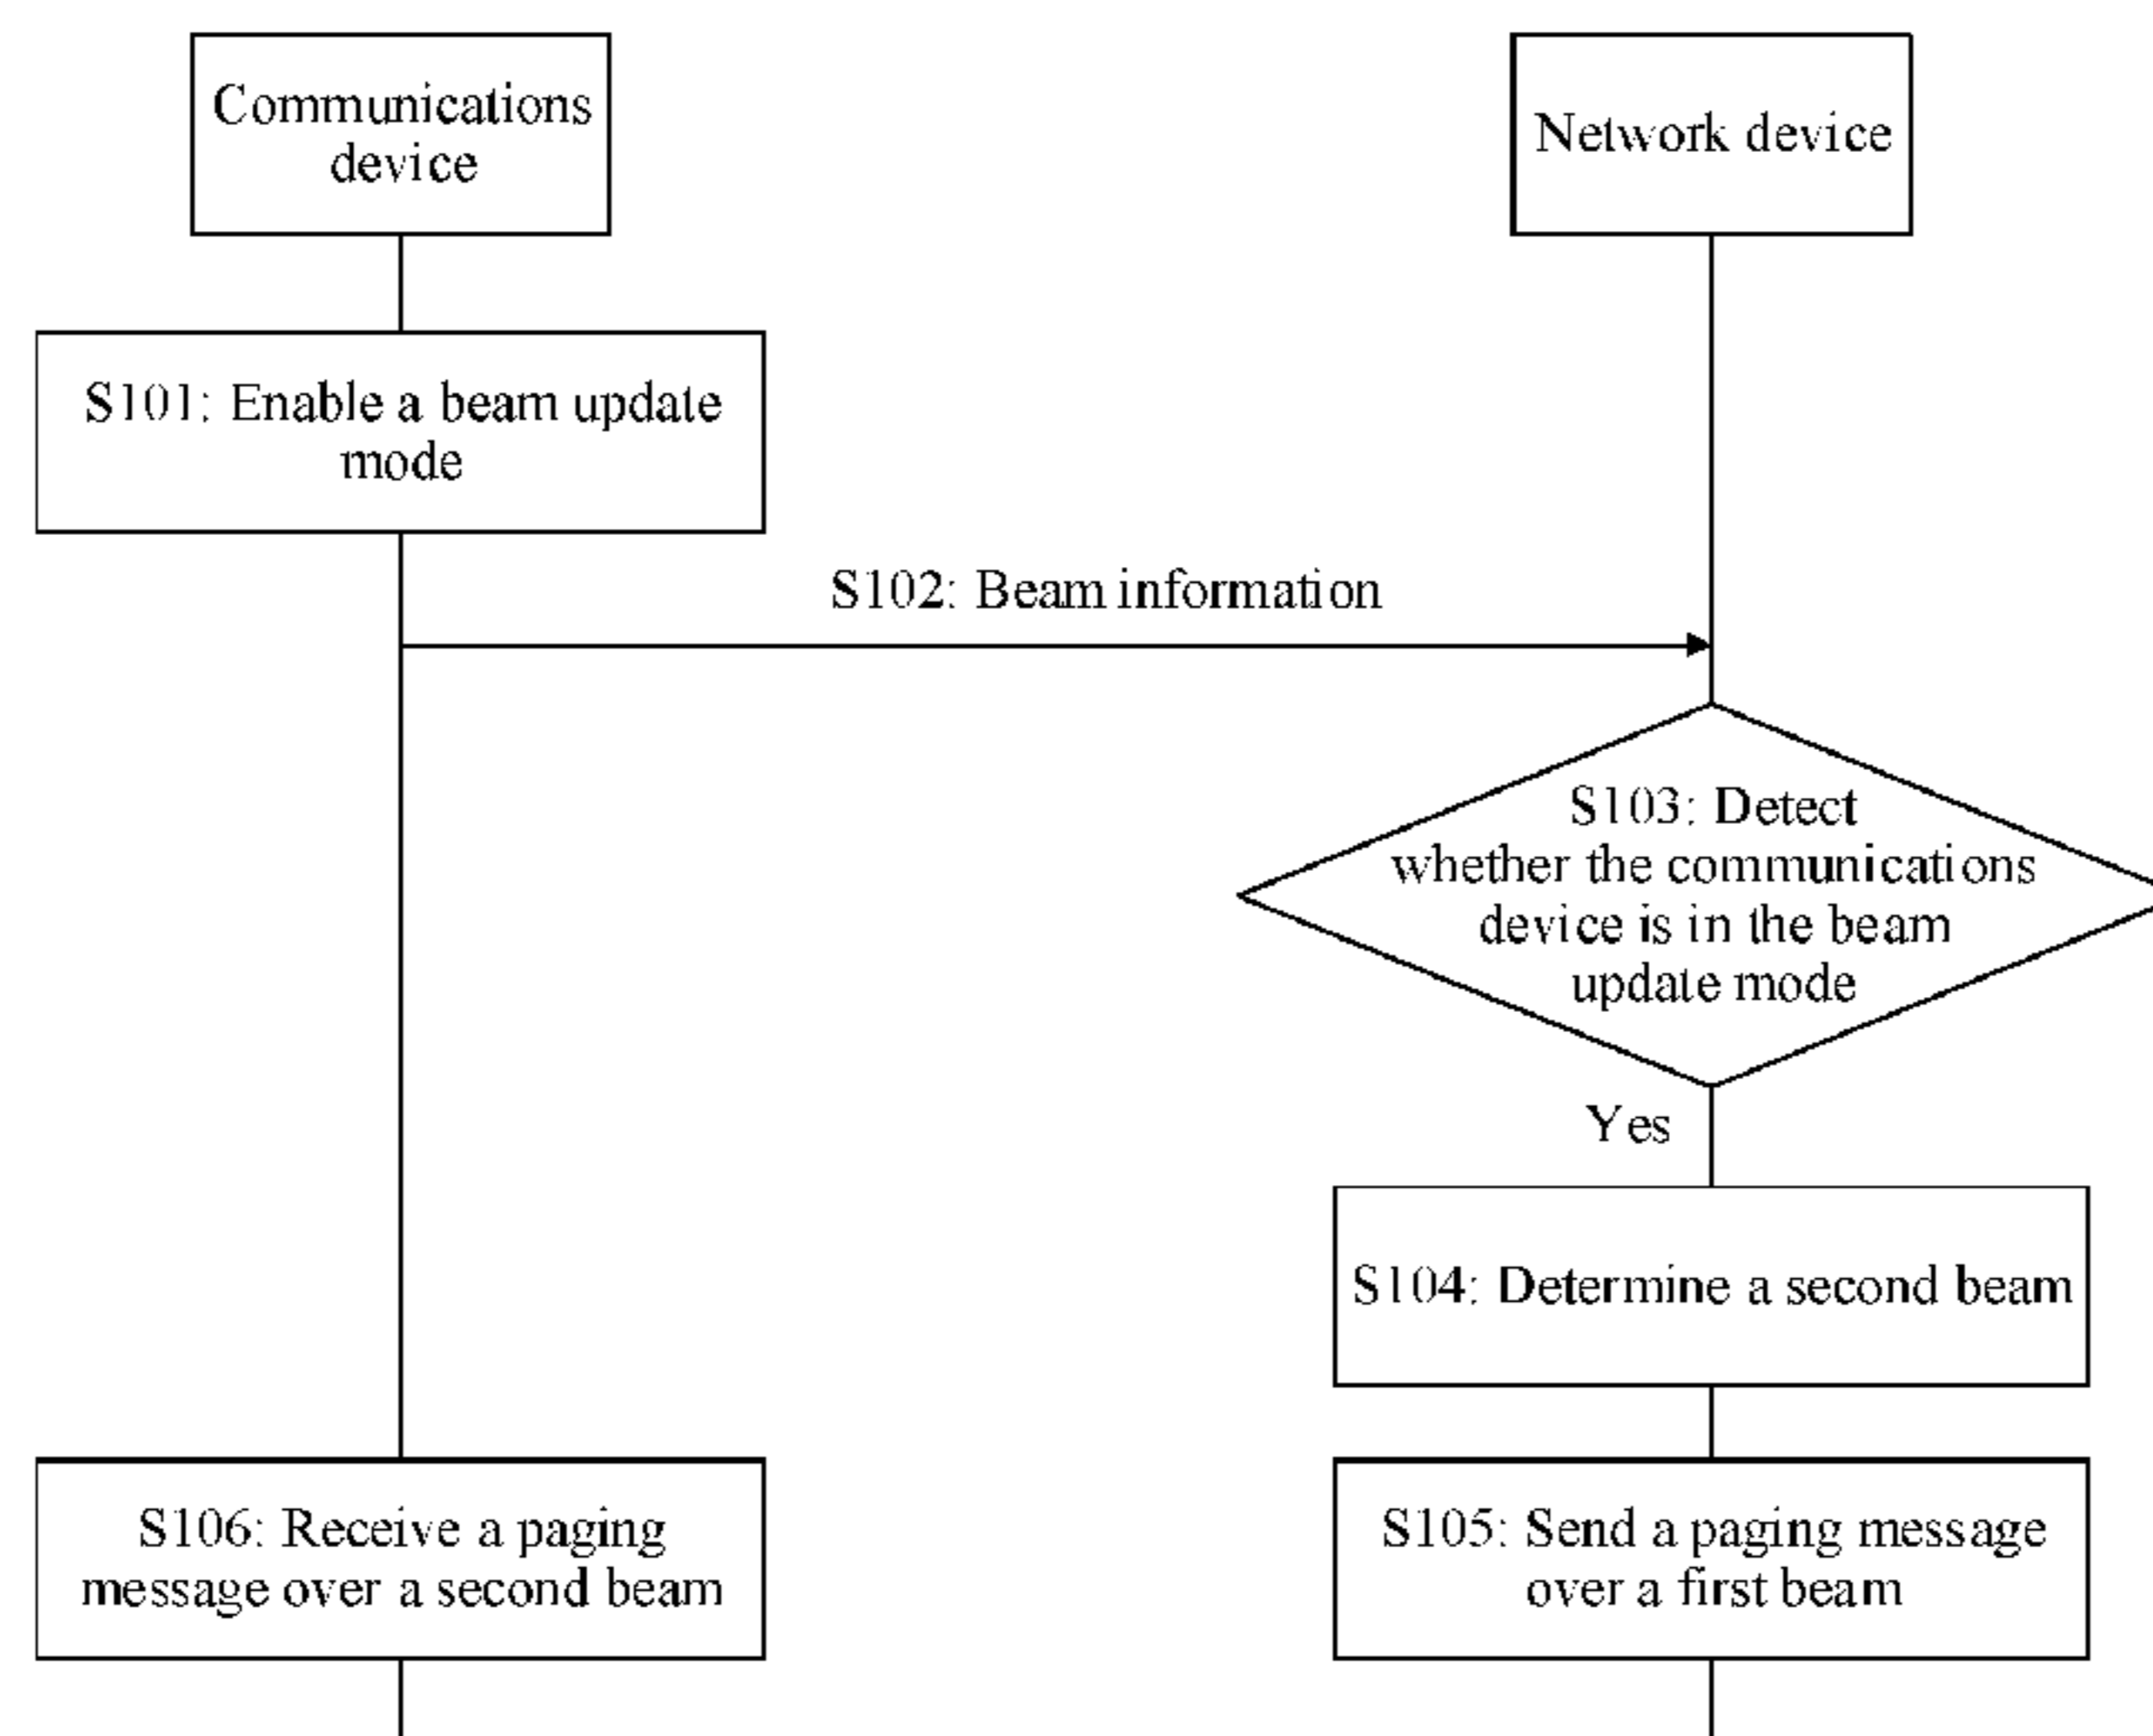 Communications
device
Network device
S101: Enable a beam update
mode
S102: Beam information
S103: Detect
whether the communications
device is in the beam
update mode
Yes
S104: Determine a second beam
S106: Receive a paging
message over a second beam
S105: Send a paging message
over a first beam